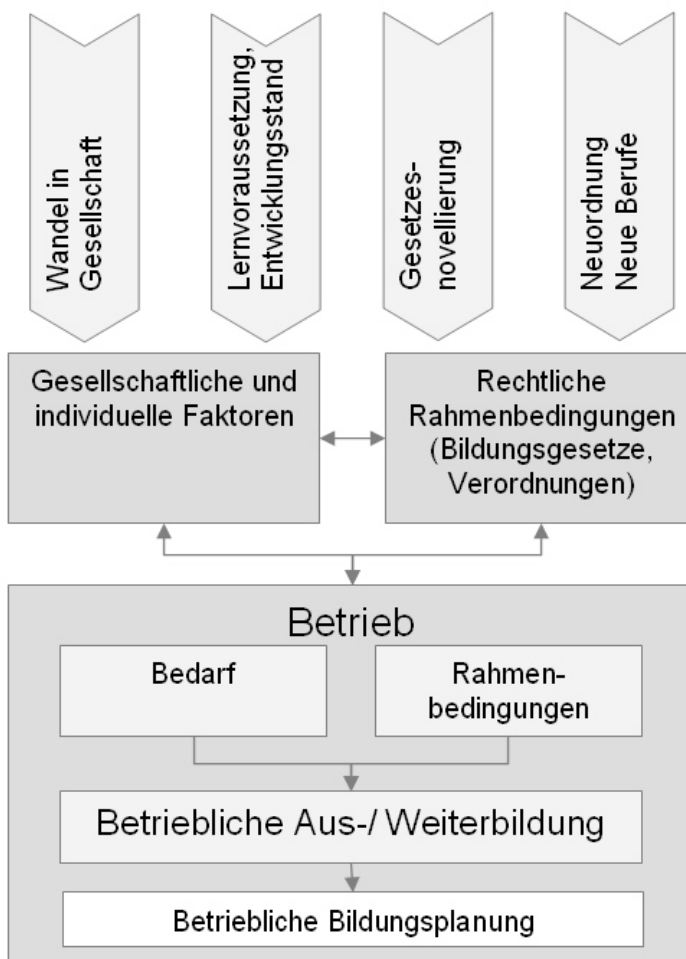 Wandel in
Gesellschaft
Lernvoraussetzung,
Entwicklungsstand
Gesetzes-
novellierung
Neuordnung
Neue Berufe
Gesellschaftliche und
individuelle Faktoren
Rechtliche
Rahmenbedingungen
(Bildungsgesetze,
Verordnungen)
Betrieb
Bedarf
Rahmen-
bedingungen
Betriebliche Aus-/ Weiterbildung
Betriebliche Bildungsplanung